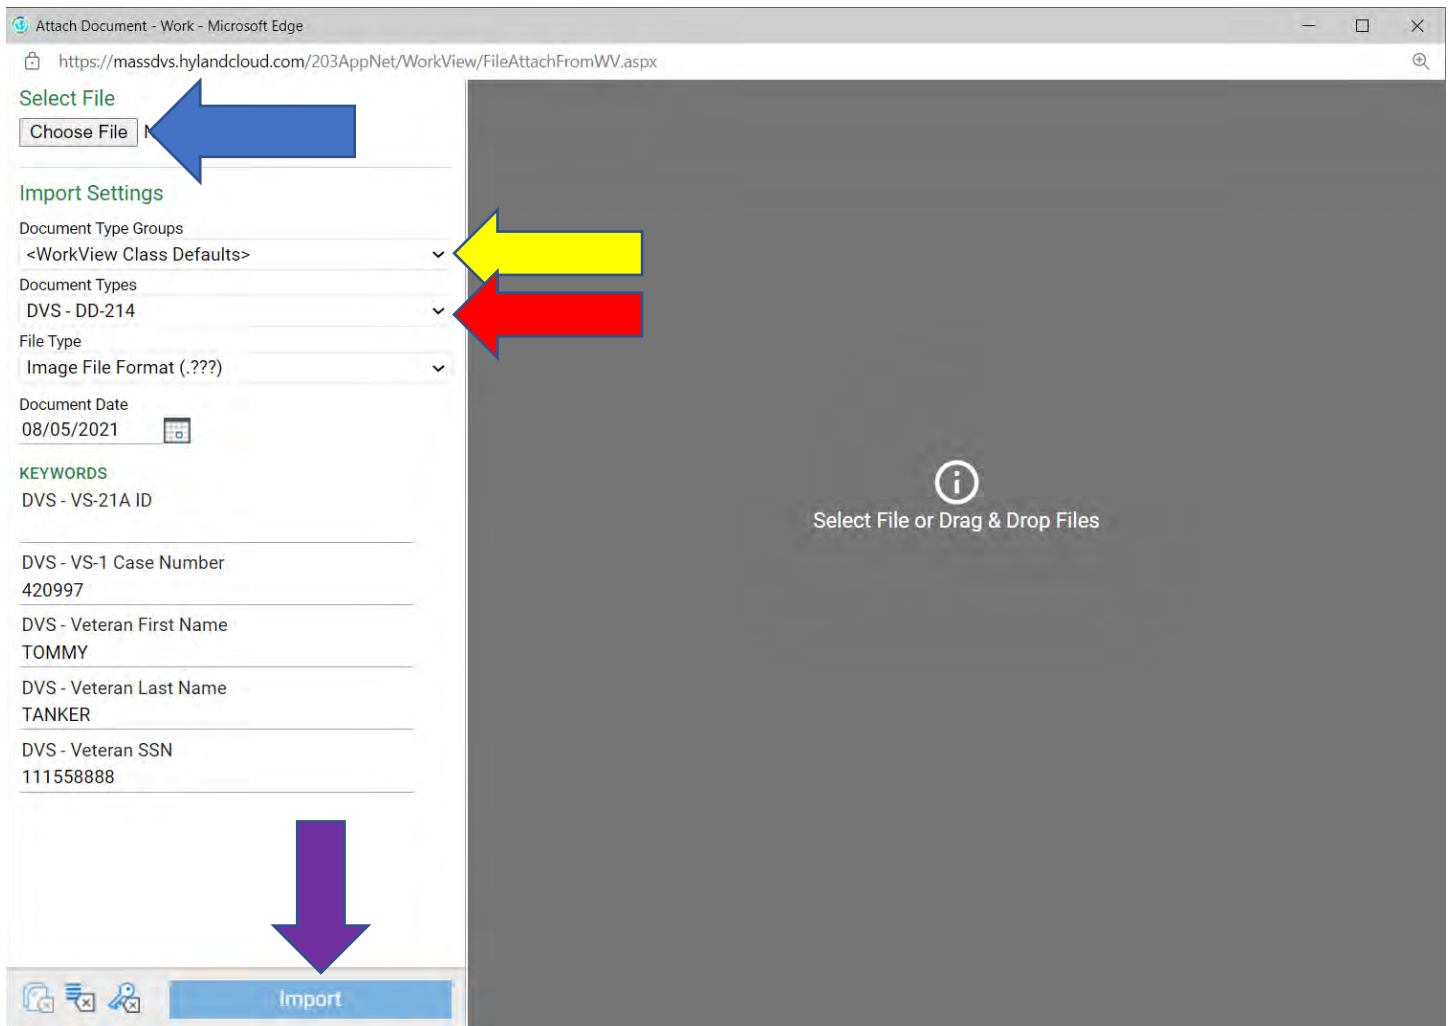 Attach Document - Work - Microsoft Edge
https://massdvs.hylandcloud.com/203AppNet/WorkView/FileAttachFromWV.aspx
Select File
Choose File
Import Settings
Document Type Groups
<WorkView Class Defaults>
Document Types
DVS - DD-214
File Type
Image File Format (.???)
Document Date
08/05/2021
KEYWORDS
DVS - VS-21A ID
DVS - VS-1 Case Number
420997
DVS - Veteran First Name
TOMMY
DVS - Veteran Last Name
TANKER
DVS - Veteran SSN
111558888
Import
Select File or Drag & Drop Files